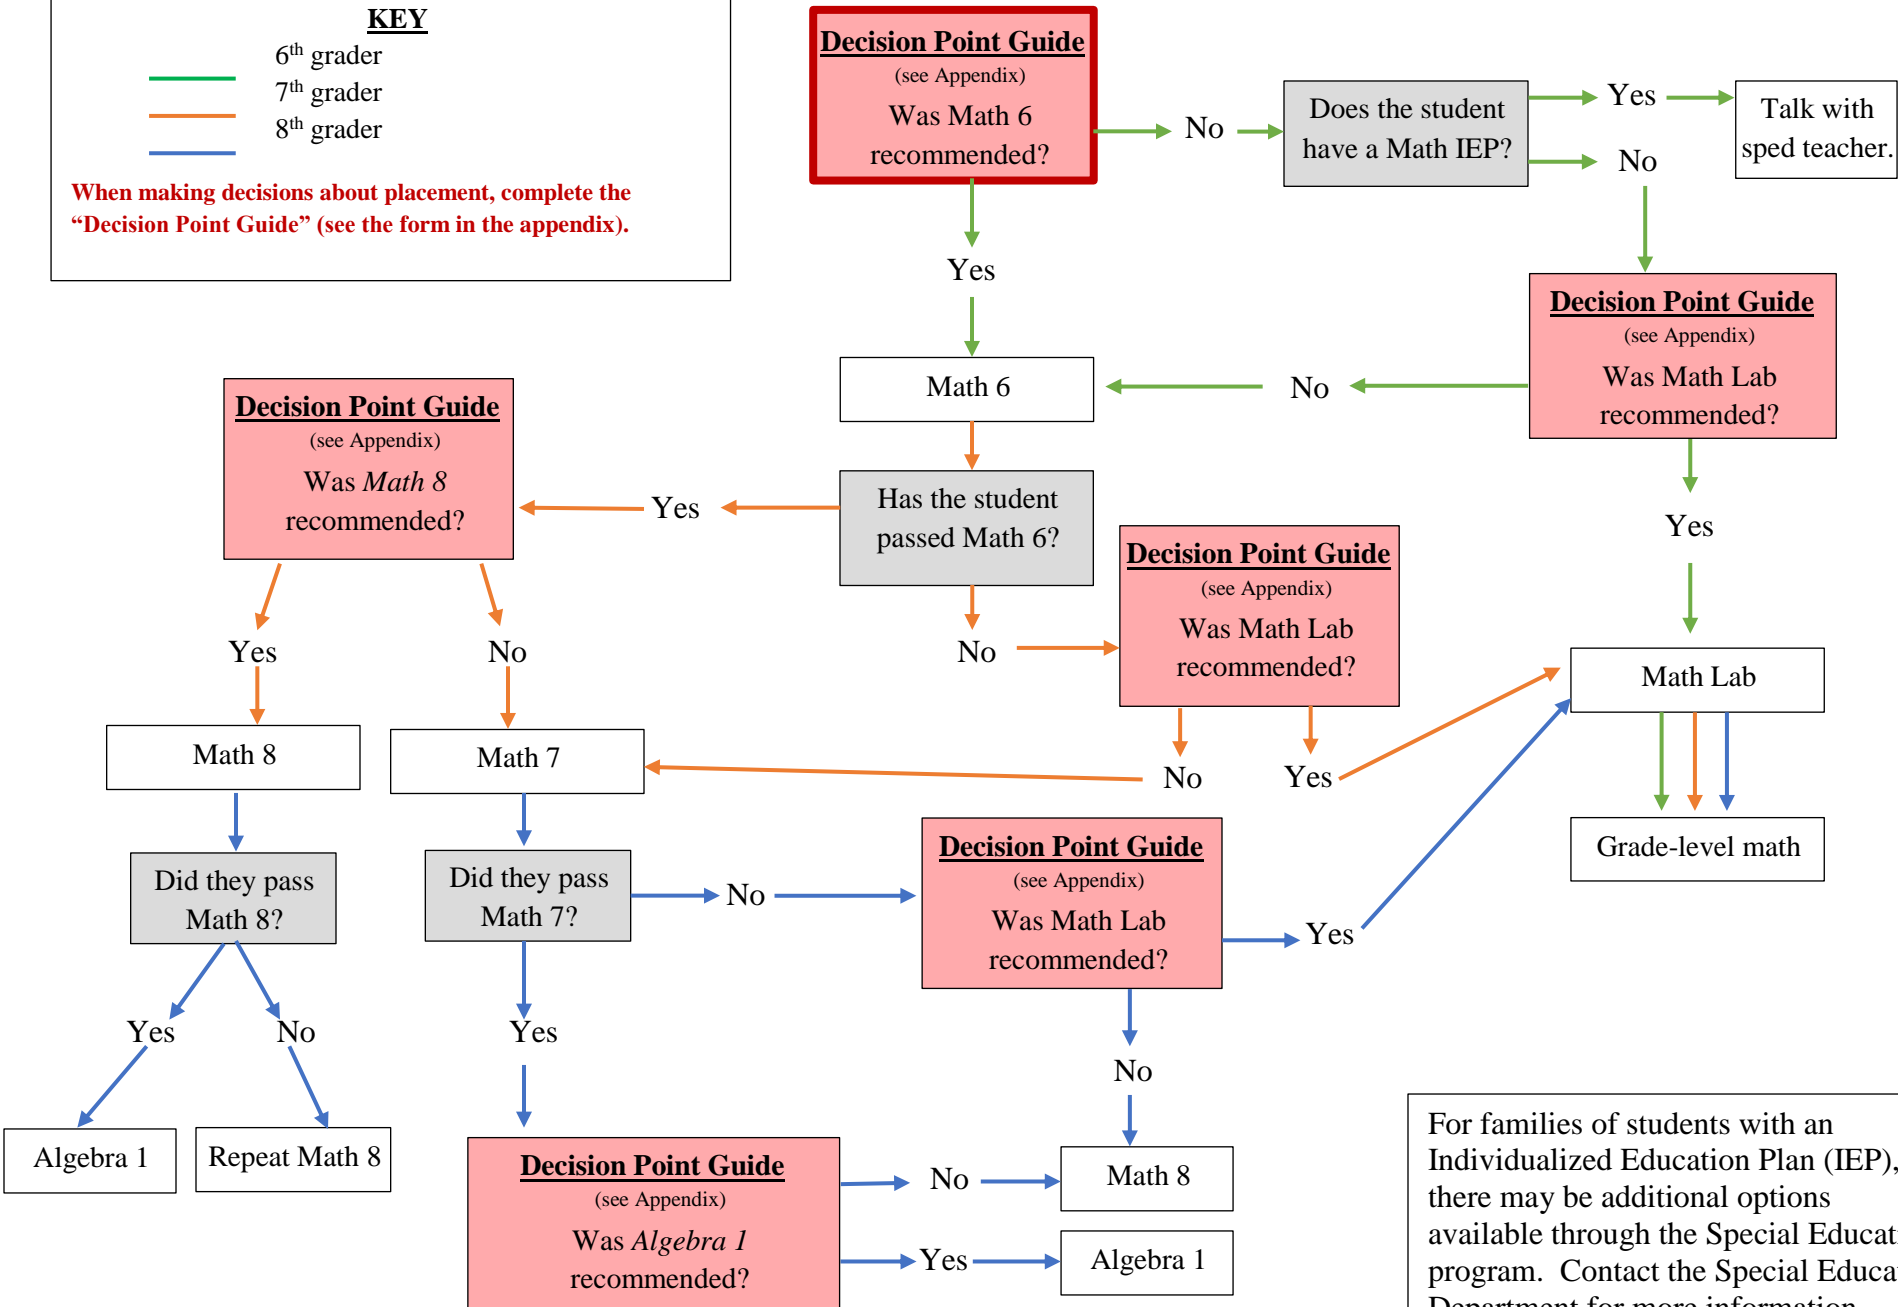 KEY
6th grader
7th grader
8th grader
When making decisions about placement, complete the
“Decision Point Guide” (see the form in the appendix).
Decision Point Guide
(see Appendix)
Was Math 6
recommended?
No
Does the student
have a Math IEP?
Yes
Talk with
sped teacher.
No
Yes
Decision Point Guide
(see Appendix)
Was Math Lab
recommended?
No
Math 6
Decision Point Guide
(see Appendix)
Was Math 8
recommended?
Yes
Has the student
passed Math 6?
Yes
Decision Point Guide
(see Appendix)
Was Math Lab
recommended?
No
Yes
No
Math Lab
Math 8
Math 7
No
Yes
Grade-level math
Did they pass
Math 8?
Did they pass
Math 7?
No
Decision Point Guide
(see Appendix)
Was Math Lab
recommended?
Yes
Yes
No
Yes
No
Algebra 1
Repeat Math 8
Decision Point Guide
(see Appendix)
Was Algebra 1
recommended?
No
Math 8
Yes
Algebra 1
For families of students with an
Individualized Education Plan (IEP),
there may be additional options
available through the Special Educati
program. Contact the Special Educa
Department for more information